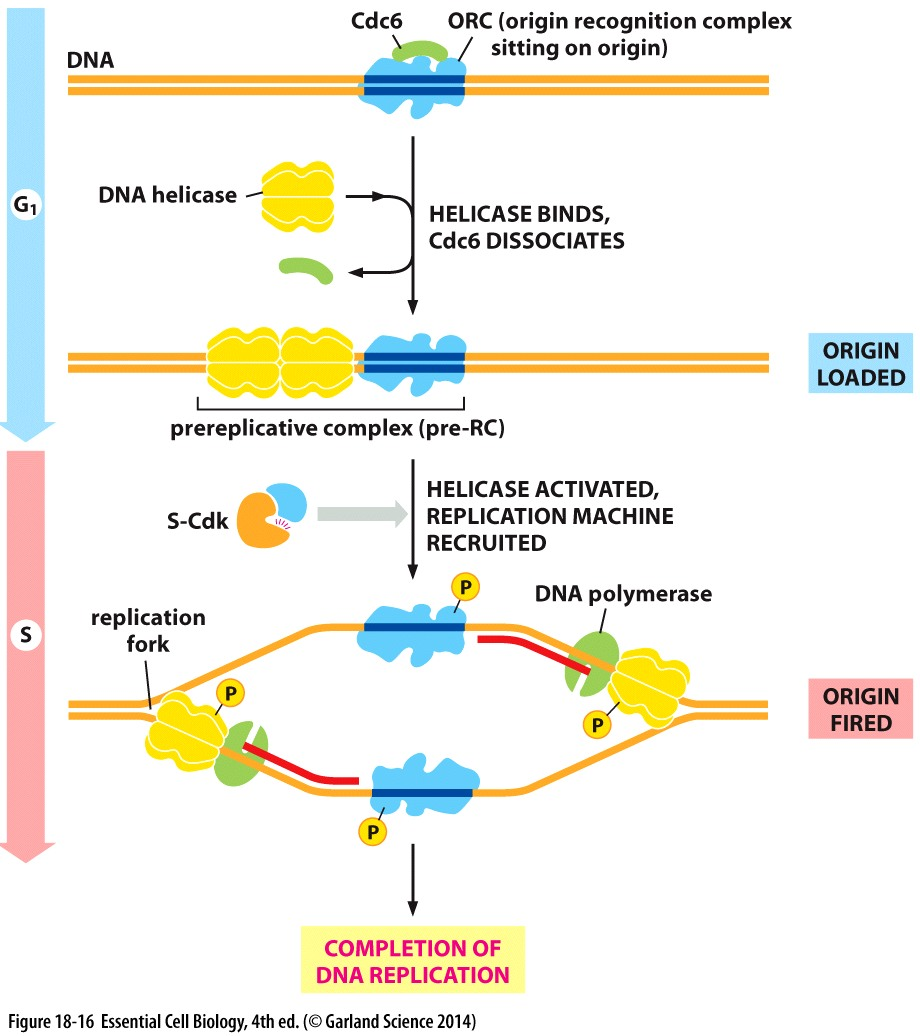 Cdc6
ORC (origin recognition complex
sitting on origin)
DNA
DNA helicase
G1
HELICASE BINDS,
Cdc6 DISSOCIATES
ORIGIN
LOADED
prereplicative complex (pre-RC)
S-Cdk
HELICASE ACTIVATED,
REPLICATION MACHINE
RECRUITED
P
DNA polymerase
replication
fork
S
P
P
ORIGIN
FIRED
P
COMPLETION OF
DNA REPLICATION
Figure 18-16 Essential Cell Biology, 4th ed. (© Garland Science 2014)